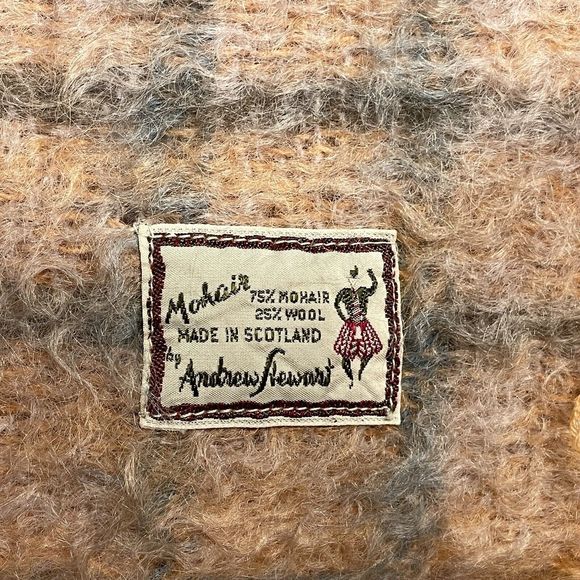 Mohair
75% MOHAIR
25% WOOL
MADE IN SCOTLAND
by Andrew Stewart